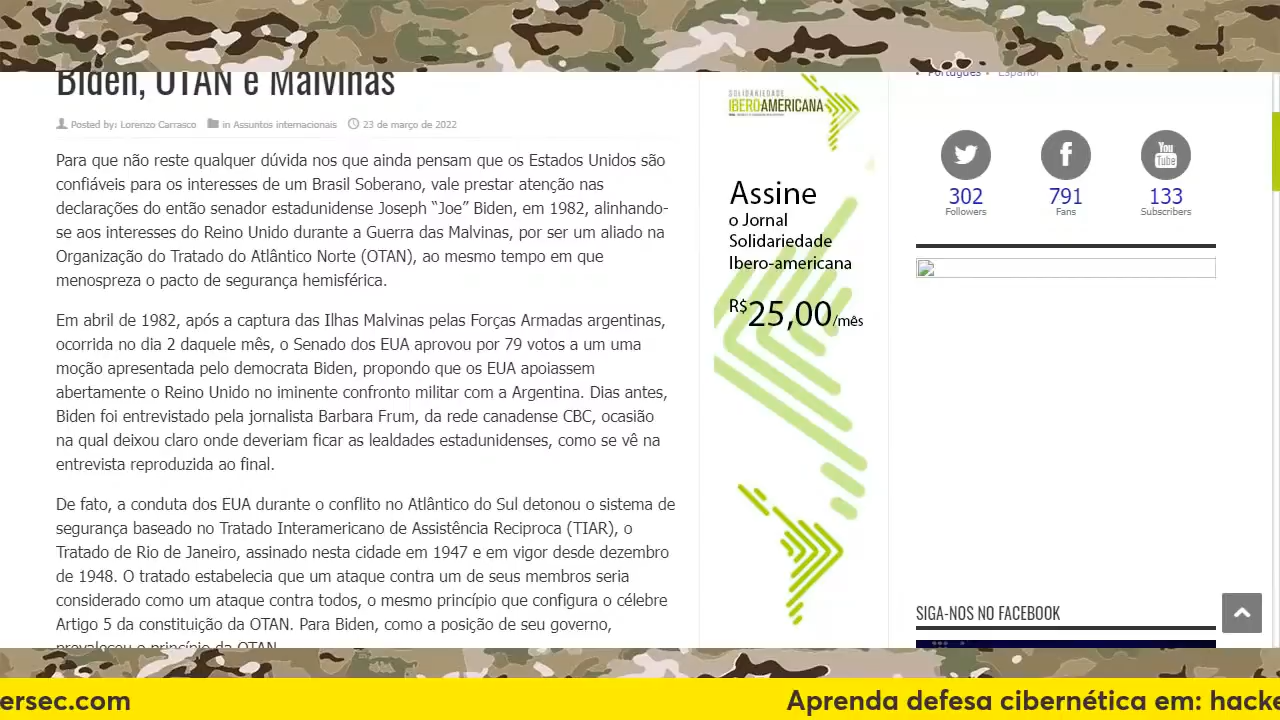 Biden, OTAN e Malvinas
Posted by: Lorenzo Carrasco in Assuntos internacionais 23 de março de 2022
Para que não reste qualquer dúvida nos que ainda pensam que os Estados Unidos são
confiáveis para os interesses de um Brasil Soberano, vale prestar atenção nas
declarações do então senador estadunidense Joseph “Joe” Biden, em 1982, alinhando-
se aos interesses do Reino Unido durante a Guerra das Malvinas, por ser um aliado na
Organização do Tratado do Atlântico Norte (OTAN), ao mesmo tempo em que
menospreza o pacto de segurança hemisférica.
Em abril de 1982, após a captura das Ilhas Malvinas pelas Forças Armadas argentinas,
ocorrida no dia 2 daquele mês, o Senado dos EUA aprovou por 79 votos a um uma
moção apresentada pelo democrata Biden, propondo que os EUA apoiassem
abertamente o Reino Unido no iminente confronto militar com a Argentina. Dias antes,
Biden foi entrevistado pela jornalista Barbara Frum, da rede canadense CBC, ocasião
na qual deixou claro onde deveriam ficar as lealdades estadunidenses, como se vê na
entrevista reproduzida ao final.
De fato, a conduta dos EUA durante o conflito no Atlântico do Sul detonou o sistema de
segurança baseado no Tratado Interamericano de Assistência Reciproca (TIAR), o
Tratado de Rio de Janeiro, assinado nesta cidade em 1947 e em vigor desde dezembro
de 1948. O tratado estabelecia que um ataque contra um de seus membros seria
considerado como um ataque contra todos, o mesmo princípio que configura o célebre
Artigo 5 da constituição da OTAN. Para Biden, como a posição de seu governo,
prevaleceu o princípio da OTAN
SOLIDARIEDADE
IBEROAMERICANA
Assine
o Jornal
Solidariedade
Ibero-americana
R$25,00/mês
Português Español
You
Tube
302 791 133
Followers Fans Subscribers
SIGA-NOS NO FACEBOOK
ersec.com Aprenda defesa cibernética em: hacke